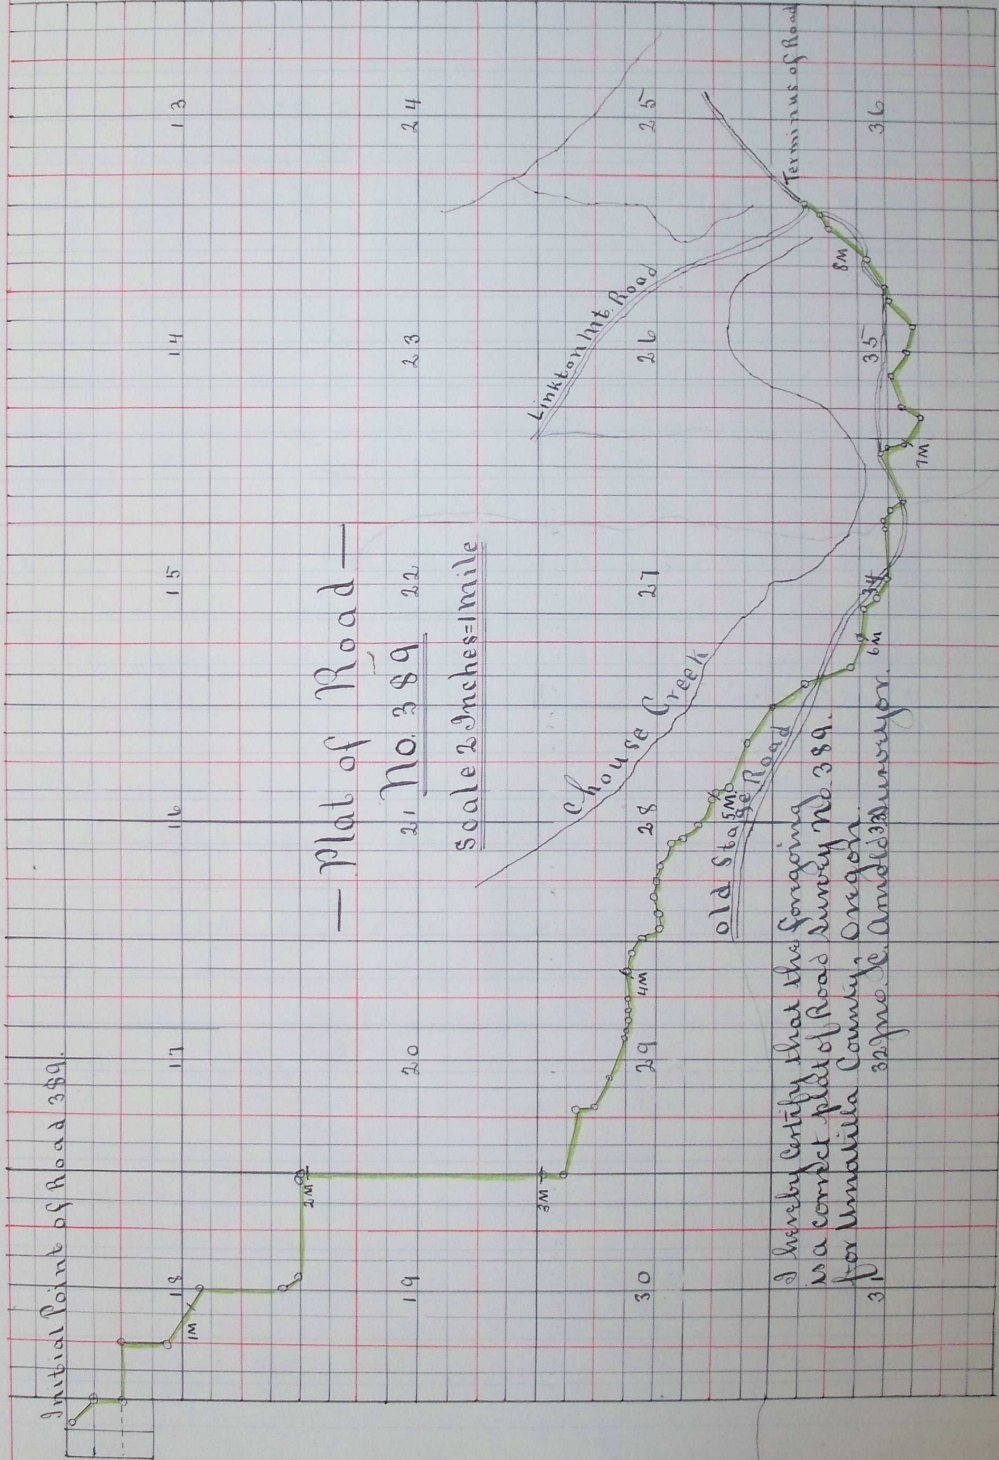 Initial Point of Road 389.
18
17
16
15
14
13
1M
— Plat of Road —
No. 389
Scale 2 Inches=1 mile
19
20
21
22
23
24
2M
3M
Chouse Creek
Linkton Mt. Road
30
29
28
27
26
25
4M
5M
Old Stage Road
Terminus of Road
I hereby Certify that the forgoing
is a correct plat of Road Survey No. 389.
for Umatilla County, Oregon.
Jno. C. Surveyor.
31
32
33
34
35
36
6M
7M
8M